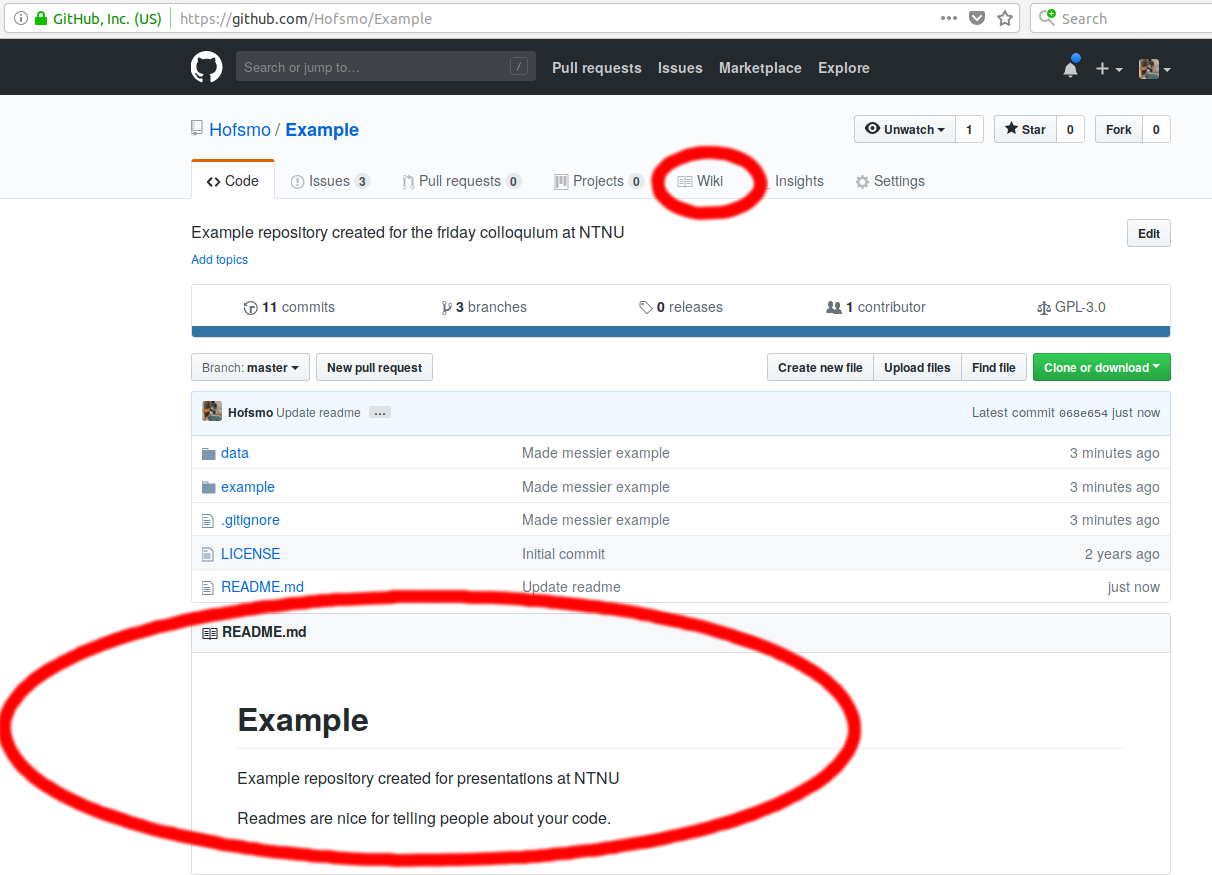 GitHub, Inc. (US) https://github.com/Hofsmo/Example ••• Search
Search or jump to… / Pull requests Issues Marketplace Explore
Hofsmo / Example Unwatch 1 Star 0 Fork 0
Code Issues 3 Pull requests 0 Projects 0 Wiki Insights Settings
Example repository created for the friday colloquium at NTNU Edit
Add topics
11 commits 3 branches 0 releases 1 contributor GPL-3.0
Branch: master New pull request Create new file Upload files Find file Clone or download
Hofsmo Update readme … Latest commit 068e654 just now
data Made messier example 3 minutes ago
example Made messier example 3 minutes ago
.gitignore Made messier example 3 minutes ago
LICENSE Initial commit 2 years ago
README.md Update readme just now
README.md
Example
Example repository created for presentations at NTNU
Readmes are nice for telling people about your code.